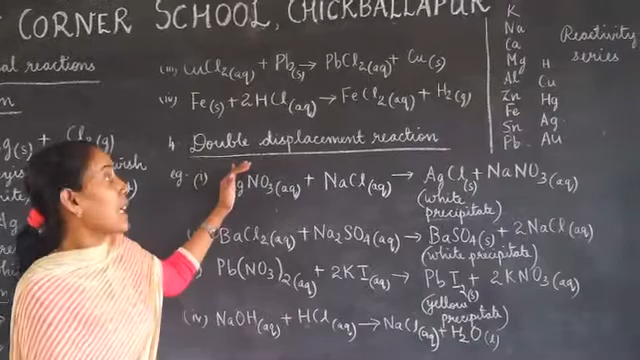 CORNER SCHOOL, CHICKBALLAPUR
al reactions
(iii) CuCl2(aq) + Pb(s) → PbCl2(aq) + Cu(s)
(iv) Fe(s) + 2HCl(aq) → FeCl2(aq) + H2(g)
4. Double displacement reaction
eg:- (i) AgNO3(aq) + NaCl(aq) → AgCl(s) + NaNO3(aq)
(white precipitate)
BaCl2(aq) + Na2SO4(aq) → BaSO4(s) + 2NaCl(aq)
(white precipitate)
Pb(NO3)2(aq) + 2KI(aq) → PbI2(s) + 2KNO3(aq)
(yellow precipitate)
(iv) NaOH(aq) + HCl(aq) → NaCl(aq) + H2O(l)
Reactivity
series
K
Na
Ca
Mg H
Al Cu
Zn Hg
Fe Ag
Sn Au
Pb